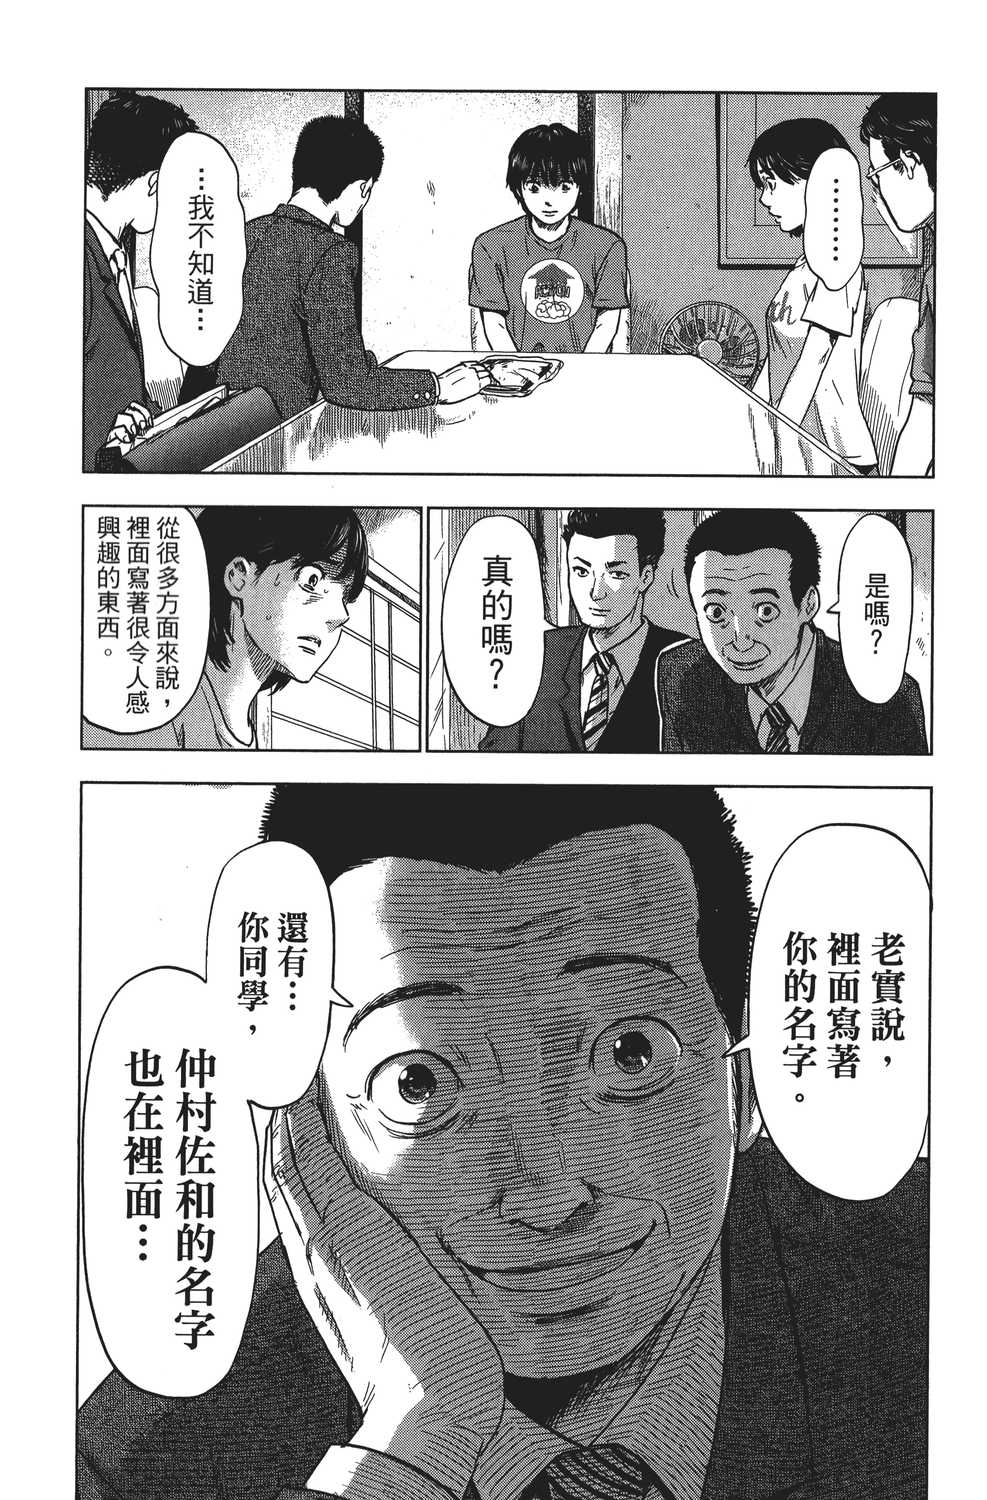 ………
…我不知道…
是嗎？
真的嗎？
從很多方面來說，
裡面寫著很令人感
興趣的東西。
老實說，
裡面寫著
你的名字。
還有…
你同學，
仲村佐和的名字
也在裡面…